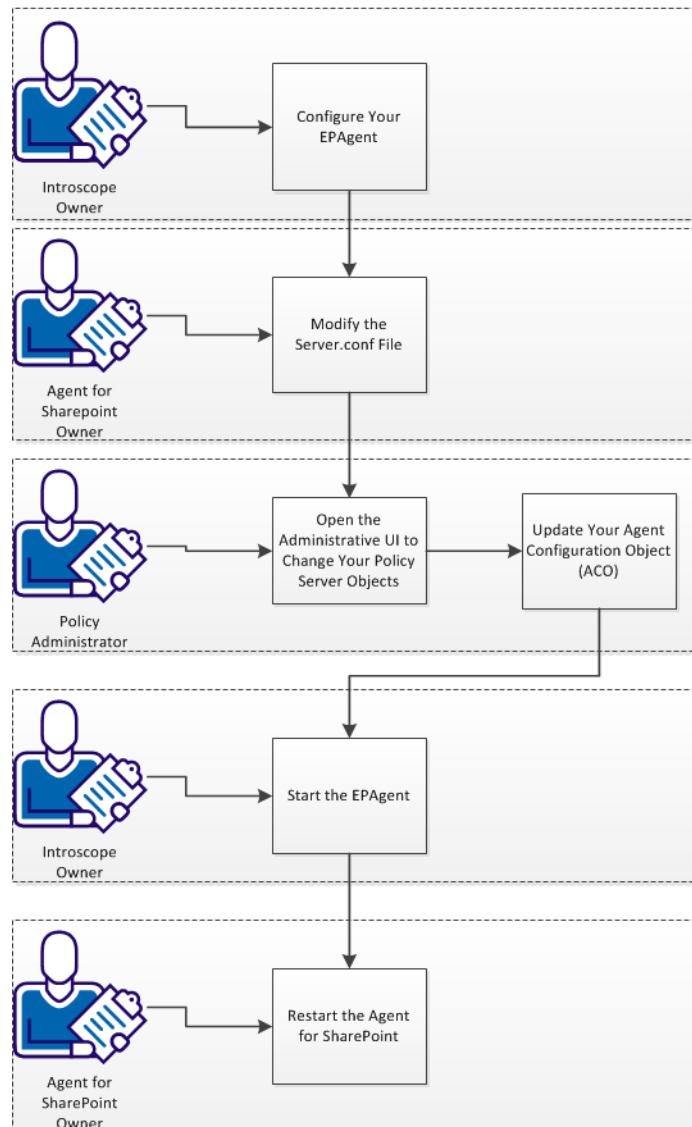 Configure Your
EPAgent
Introscope
Owner
Modify the
Server.conf File
Agent for
Sharepoint
Owner
Open the
Administrative UI to
Change Your Policy
Server Objects
Update Your Agent
Configuration Object
(ACO)
Policy
Administrator
Start the EPAgent
Introscope
Owner
Restart the Agent
for SharePoint
Agent for
SharePoint
Owner